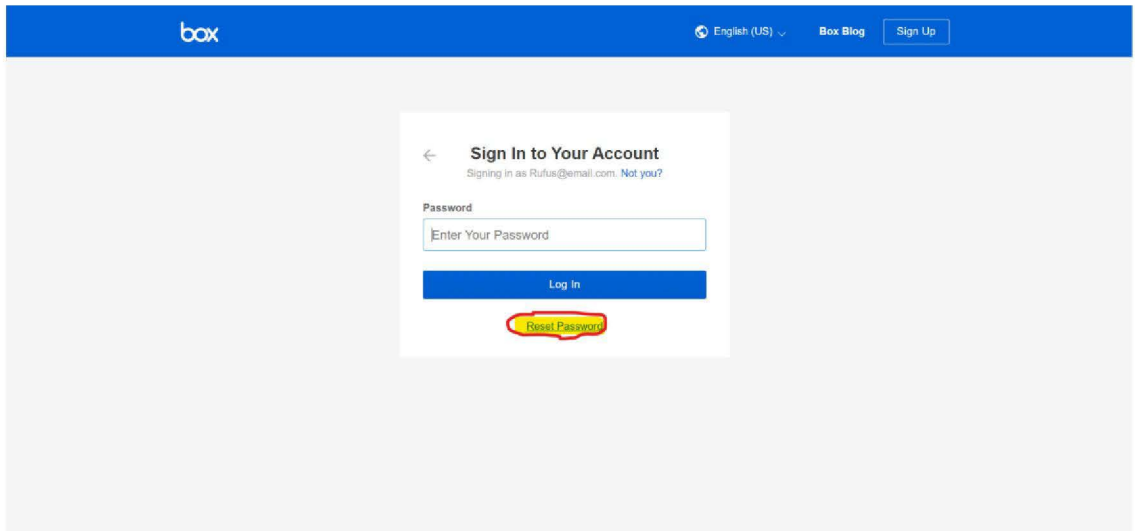 box
English (US)
Box Blog
Sign Up
Sign In to Your Account
Signing in as Rufus@email.com. Not you?
Password
Enter Your Password
Log In
Reset Password